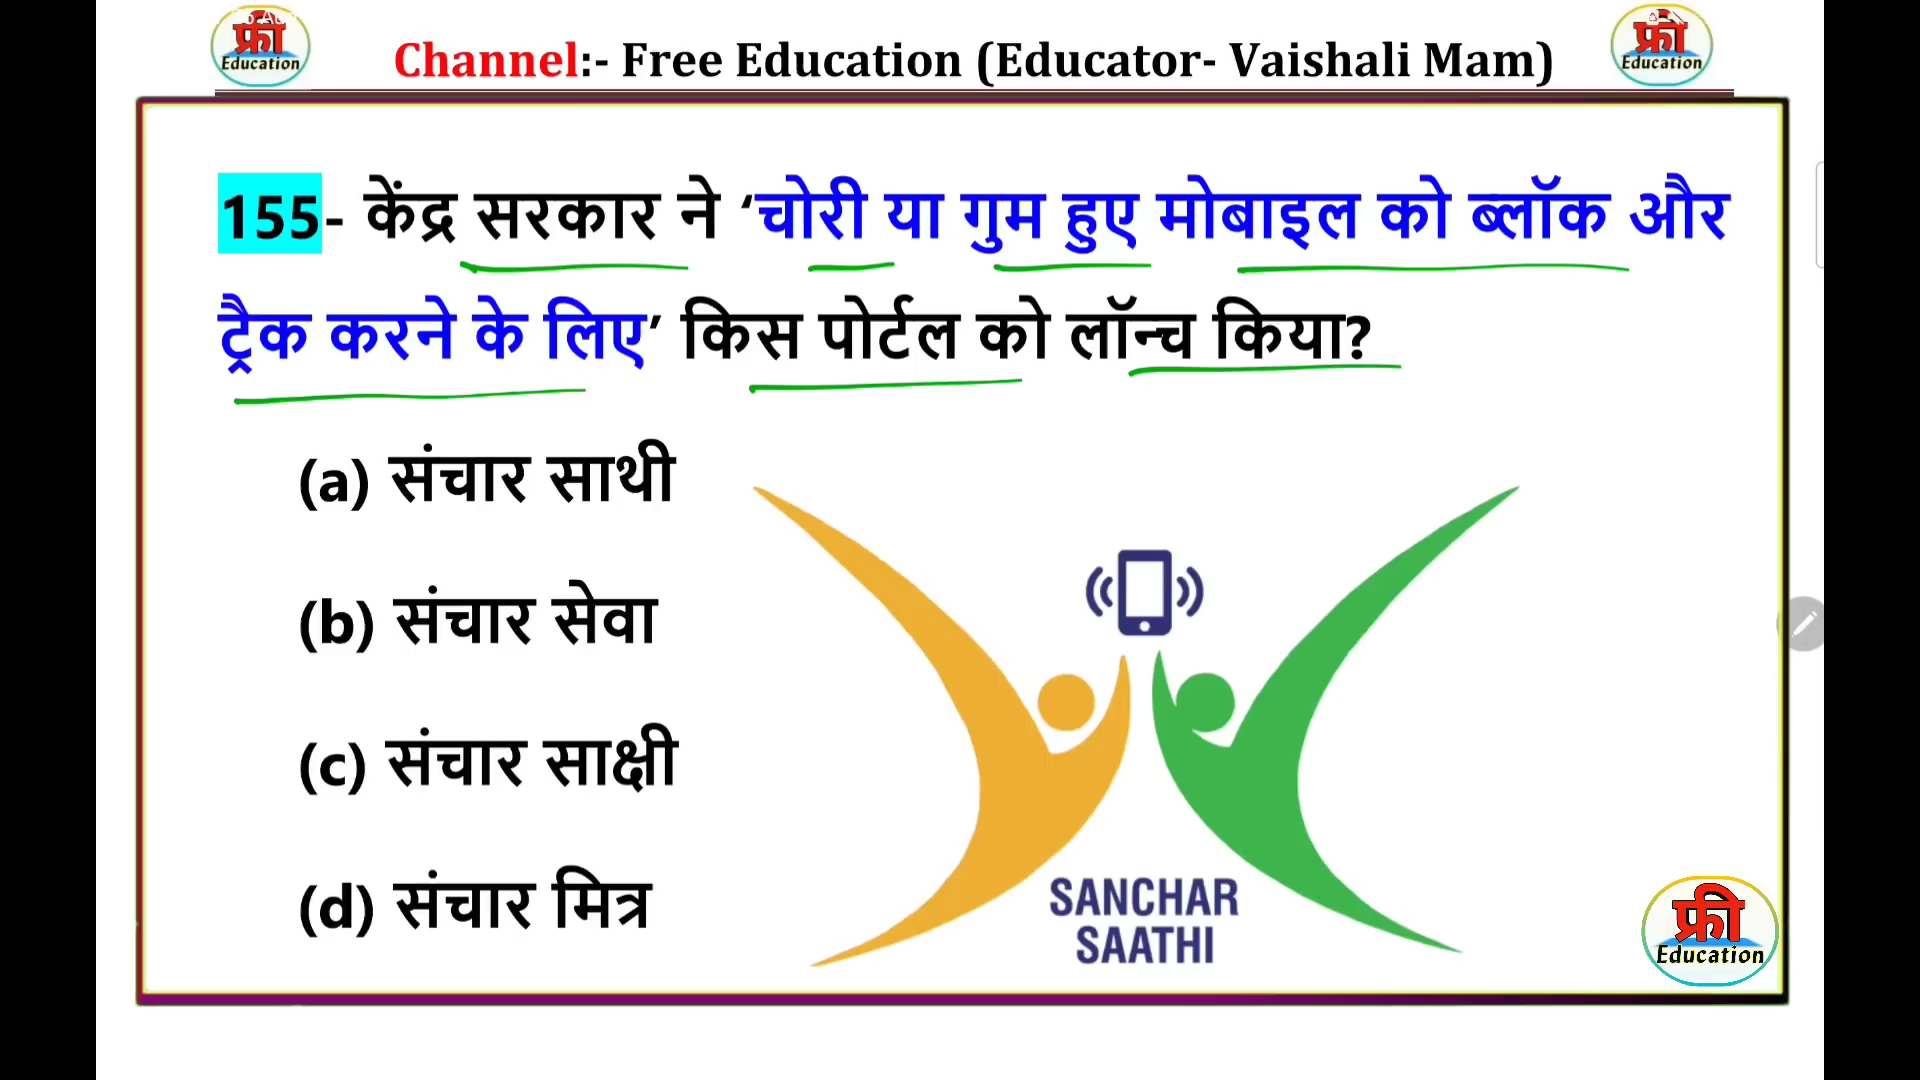 फ्री
Education
Channel:- Free Education (Educator- Vaishali Mam)
फ्री
Education
155- केंद्र सरकार ने ‘चोरी या गुम हुए मोबाइल को ब्लॉक और
ट्रैक करने के लिए’ किस पोर्टल को लॉन्च किया?
(a) संचार साथी
(b) संचार सेवा
(c) संचार साक्षी
(d) संचार मित्र
SANCHAR
SAATHI
फ्री
Education